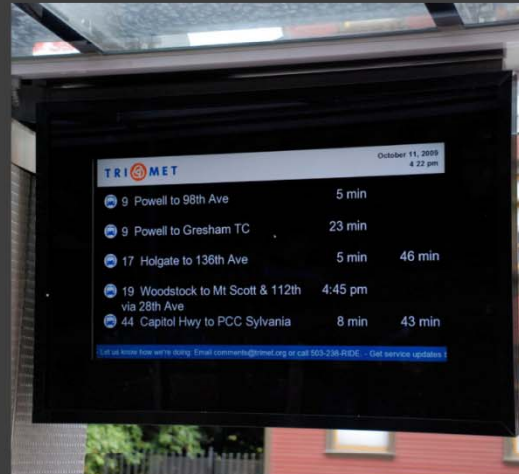 TRI MET
October 11, 2009
4 22 pm
9 Powell to 98th Ave 5 min
9 Powell to Gresham TC 23 min
17 Holgate to 136th Ave 5 min 46 min
19 Woodstock to Mt Scott & 112th 4:45 pm
via 28th Ave
44 Capitol Hwy to PCC Sylvania 8 min 43 min
Let us know how we're doing. Email comments@trimet.org or call 503-238-RIDE. - Get service updates